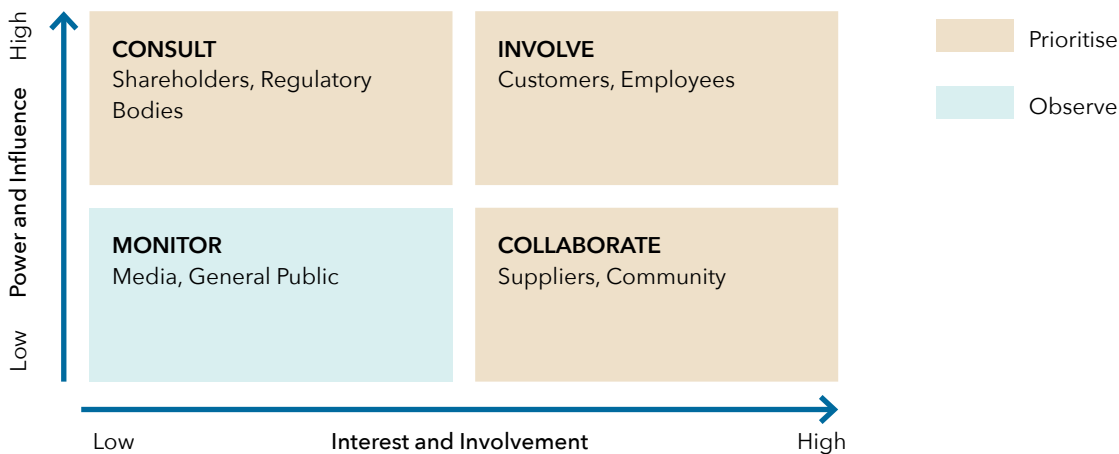 High
Power and Influence
Low
CONSULT
Shareholders, Regulatory
Bodies
INVOLVE
Customers, Employees
MONITOR
Media, General Public
COLLABORATE
Suppliers, Community
Low
Interest and Involvement
High
Prioritise
Observe